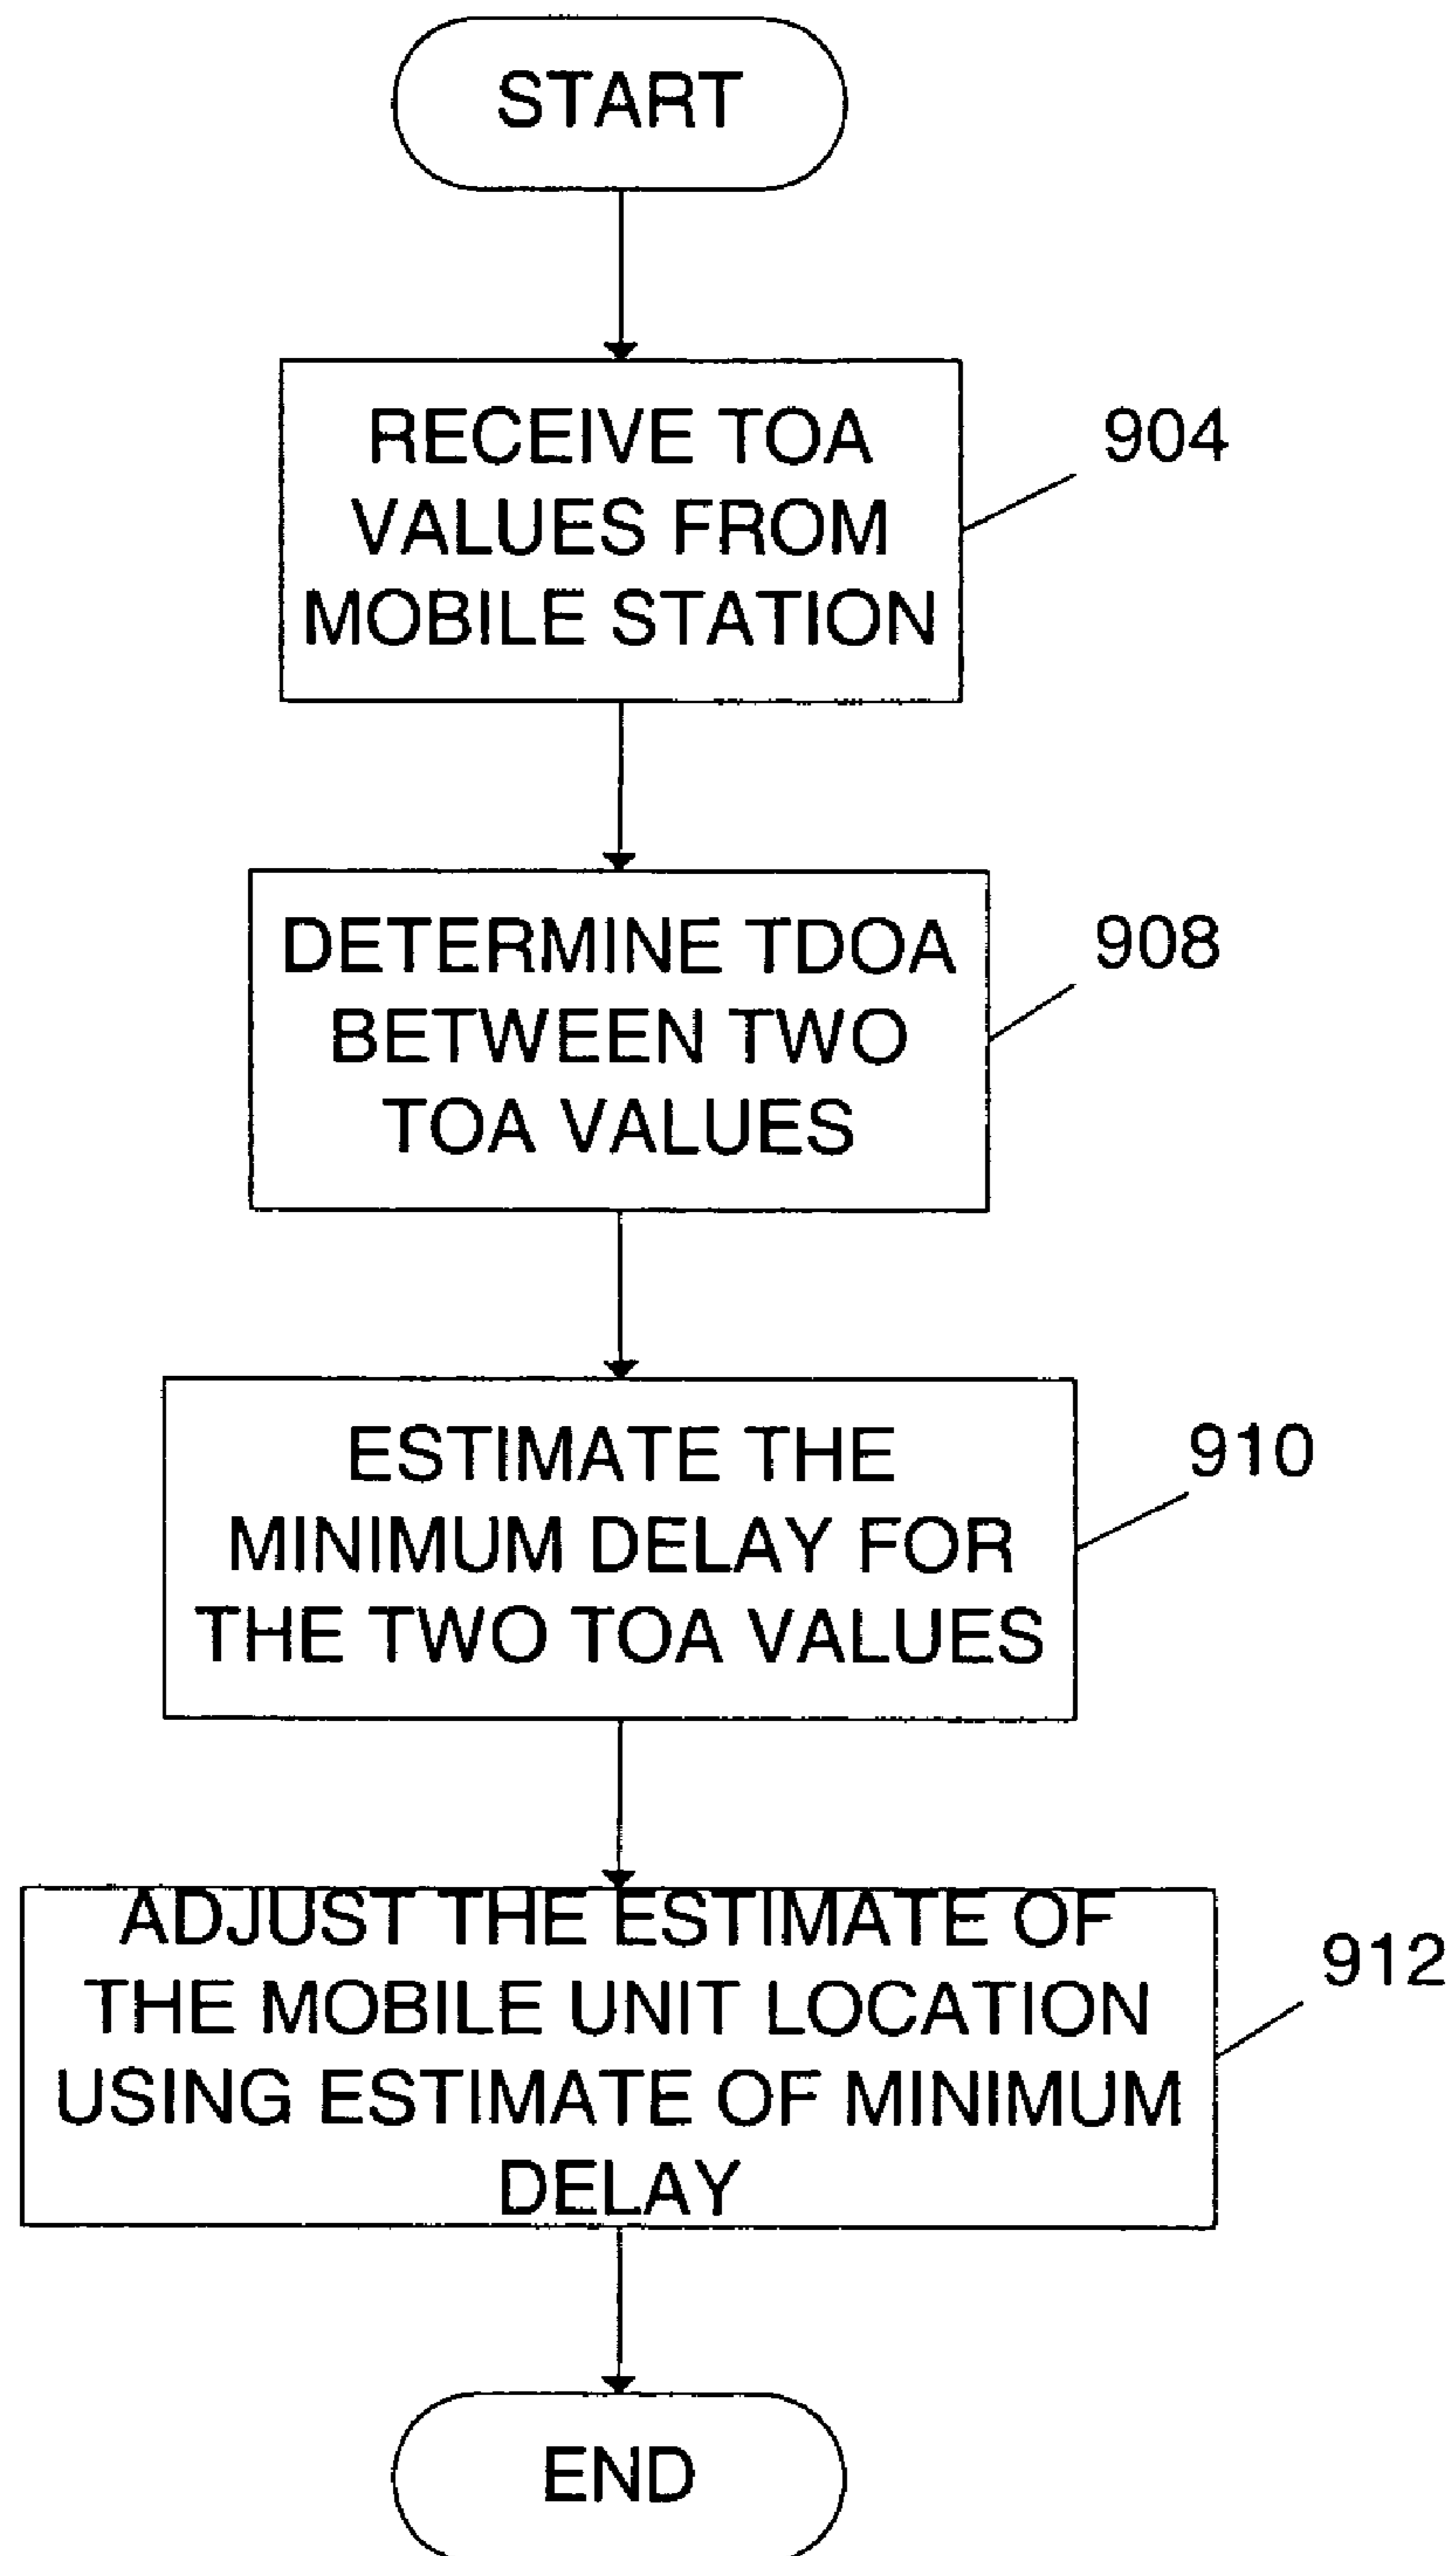 START
RECEIVE TOA
VALUES FROM
MOBILE STATION
904
DETERMINE TDOA
BETWEEN TWO
TOA VALUES
908
ESTIMATE THE
MINIMUM DELAY FOR
THE TWO TOA VALUES
910
ADJUST THE ESTIMATE OF
THE MOBILE UNIT LOCATION
USING ESTIMATE OF MINIMUM
DELAY
912
END